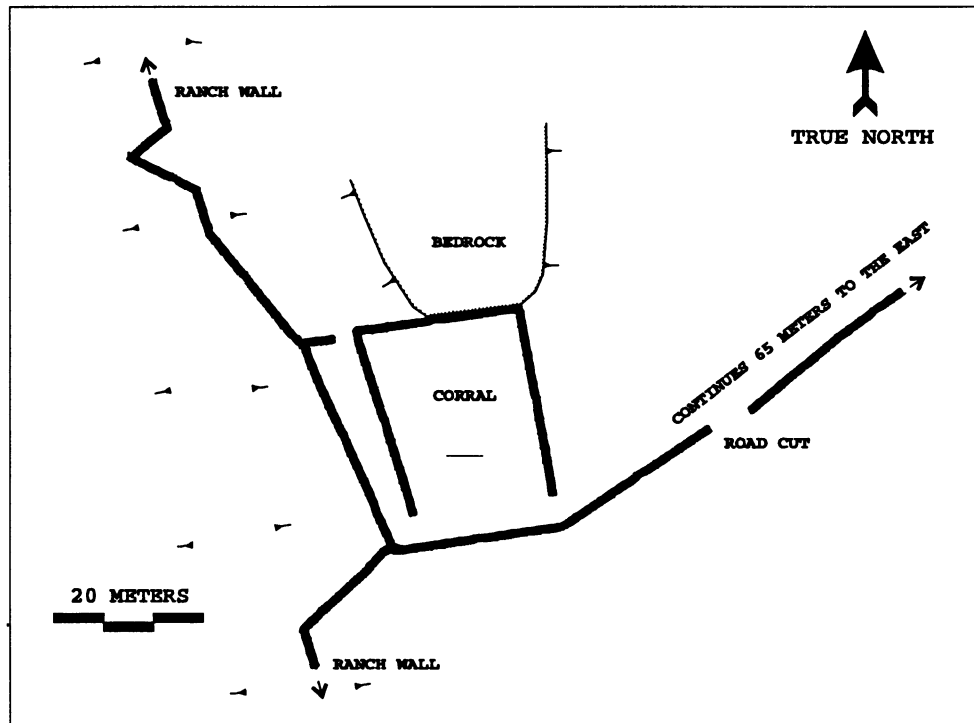 RANCH WALL
TRUE NORTH
BEDROCK
CONTINUES 65 METERS TO THE EAST
CORRAL
ROAD CUT
20 METERS
RANCH WALL